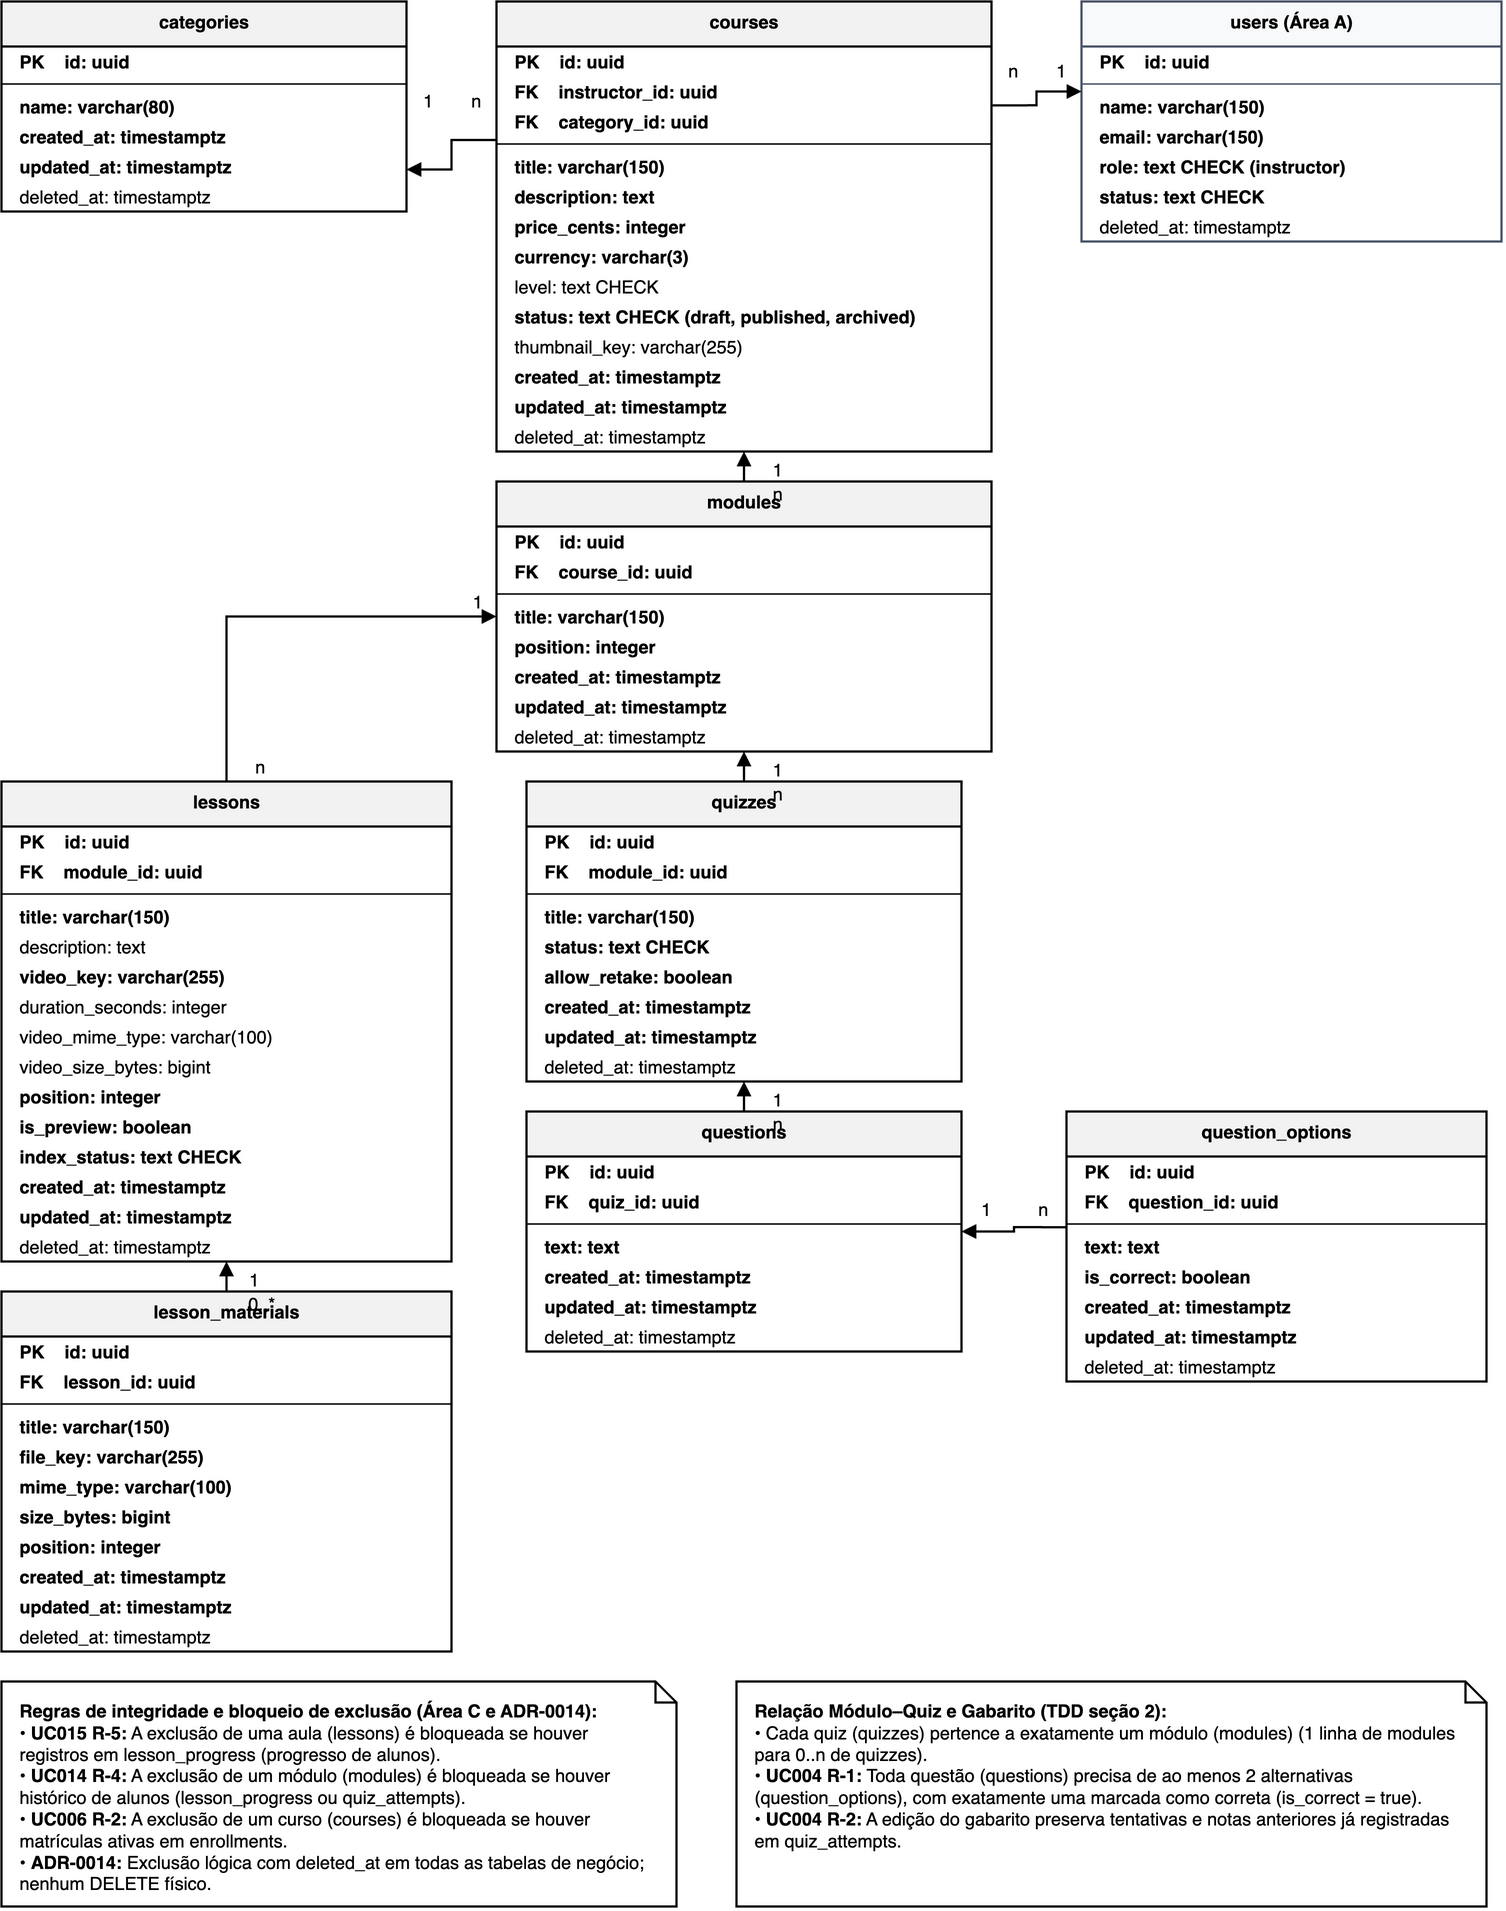 categories
PK id: uuid
name: varchar(80)
created_at: timestamptz
updated_at: timestamptz
deleted_at: timestamptz
1
n
courses
PK id: uuid
FK instructor_id: uuid
FK category_id: uuid
title: varchar(150)
description: text
price_cents: integer
currency: varchar(3)
level: text CHECK
status: text CHECK (draft, published, archived)
thumbnail_key: varchar(255)
created_at: timestamptz
updated_at: timestamptz
deleted_at: timestamptz
n
1
users (Área A)
PK id: uuid
name: varchar(150)
email: varchar(150)
role: text CHECK (instructor)
status: text CHECK
deleted_at: timestamptz
1
n
modules
PK id: uuid
FK course_id: uuid
title: varchar(150)
position: integer
created_at: timestamptz
updated_at: timestamptz
deleted_at: timestamptz
1
n
lessons
PK id: uuid
FK module_id: uuid
title: varchar(150)
description: text
video_key: varchar(255)
duration_seconds: integer
video_mime_type: varchar(100)
video_size_bytes: bigint
position: integer
is_preview: boolean
index_status: text CHECK
created_at: timestamptz
updated_at: timestamptz
deleted_at: timestamptz
1
n
quizzes
PK id: uuid
FK module_id: uuid
title: varchar(150)
status: text CHECK
allow_retake: boolean
created_at: timestamptz
updated_at: timestamptz
deleted_at: timestamptz
1
n
questions
PK id: uuid
FK quiz_id: uuid
text: text
created_at: timestamptz
updated_at: timestamptz
deleted_at: timestamptz
1
n
question_options
PK id: uuid
FK question_id: uuid
text: text
is_correct: boolean
created_at: timestamptz
updated_at: timestamptz
deleted_at: timestamptz
1
0..*
lesson_materials
PK id: uuid
FK lesson_id: uuid
title: varchar(150)
file_key: varchar(255)
mime_type: varchar(100)
size_bytes: bigint
position: integer
created_at: timestamptz
updated_at: timestamptz
deleted_at: timestamptz
Regras de integridade e bloqueio de exclusão (Área C e ADR-0014):
• UC015 R-5: A exclusão de uma aula (lessons) é bloqueada se houver
registros em lesson_progress (progresso de alunos).
• UC014 R-4: A exclusão de um módulo (modules) é bloqueada se houver
histórico de alunos (lesson_progress ou quiz_attempts).
• UC006 R-2: A exclusão de um curso (courses) é bloqueada se houver
matrículas ativas em enrollments.
• ADR-0014: Exclusão lógica com deleted_at em todas as tabelas de negócio;
nenhum DELETE físico.
Relação Módulo–Quiz e Gabarito (TDD seção 2):
• Cada quiz (quizzes) pertence a exatamente um módulo (modules) (1 linha de modules
para 0..n de quizzes).
• UC004 R-1: Toda questão (questions) precisa de ao menos 2 alternativas
(question_options), com exatamente uma marcada como correta (is_correct = true).
• UC004 R-2: A edição do gabarito preserva tentativas e notas anteriores já registradas
em quiz_attempts.